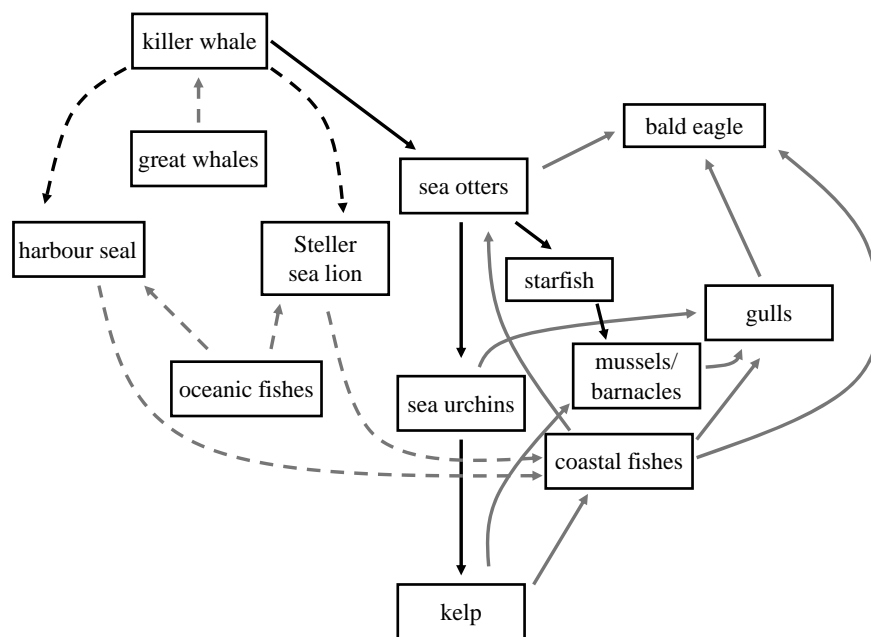 killer whale
bald eagle
great whales
sea otters
harbour seal
Steller
sea lion
starfish
gulls
oceanic fishes
sea urchins
mussels/
barnacles
coastal fishes
kelp